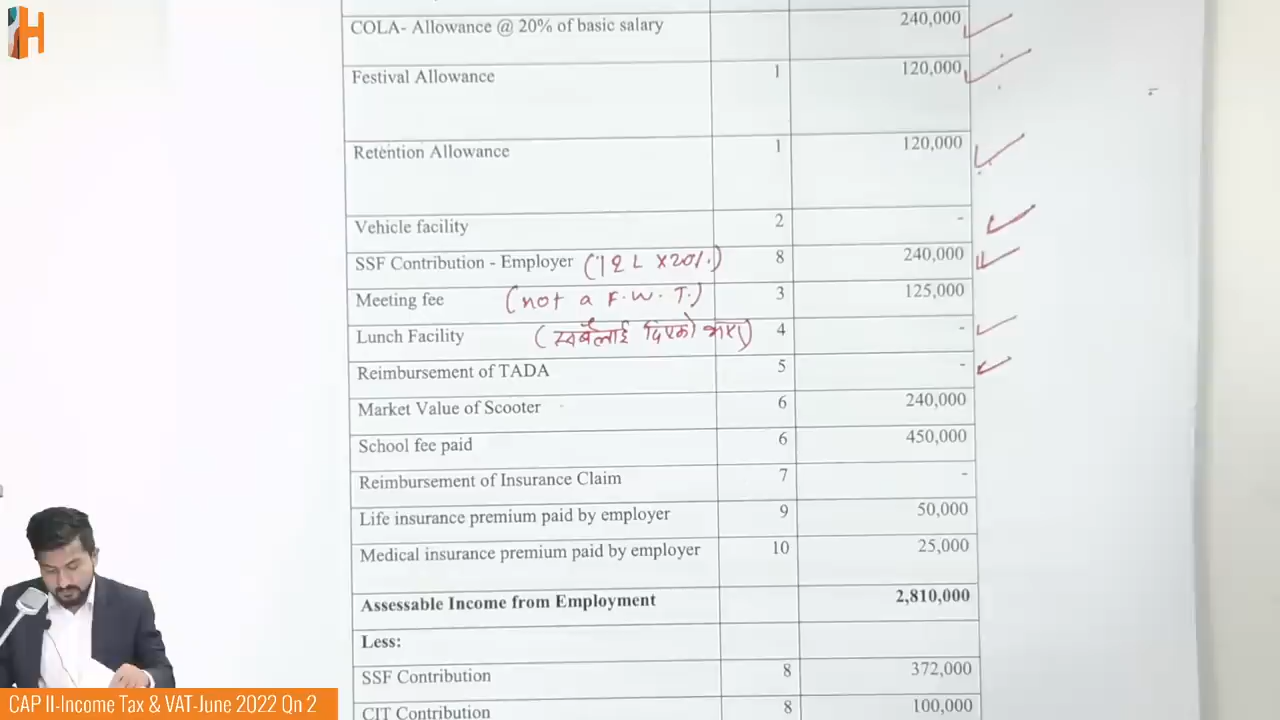 COLA- Allowance @ 20% of basic salary 240,000
Festival Allowance 1 120,000
Retention Allowance 1 120,000
Vehicle facility 2 -
SSF Contribution - Employer (12L x20%.) 8 240,000
Meeting fee (not a F.W.T.) 3 125,000
Lunch Facility (सबैलाई दिएको भए) 4 -
Reimbursement of TADA 5 -
Market Value of Scooter 6 240,000
School fee paid 6 450,000
Reimbursement of Insurance Claim 7 -
Life insurance premium paid by employer 9 50,000
Medical insurance premium paid by employer 10 25,000
Assessable Income from Employment 2,810,000
Less:
SSF Contribution 8 372,000
CIT Contribution 8 100,000
CAP II-Income Tax & VAT-June 2022 Qn 2